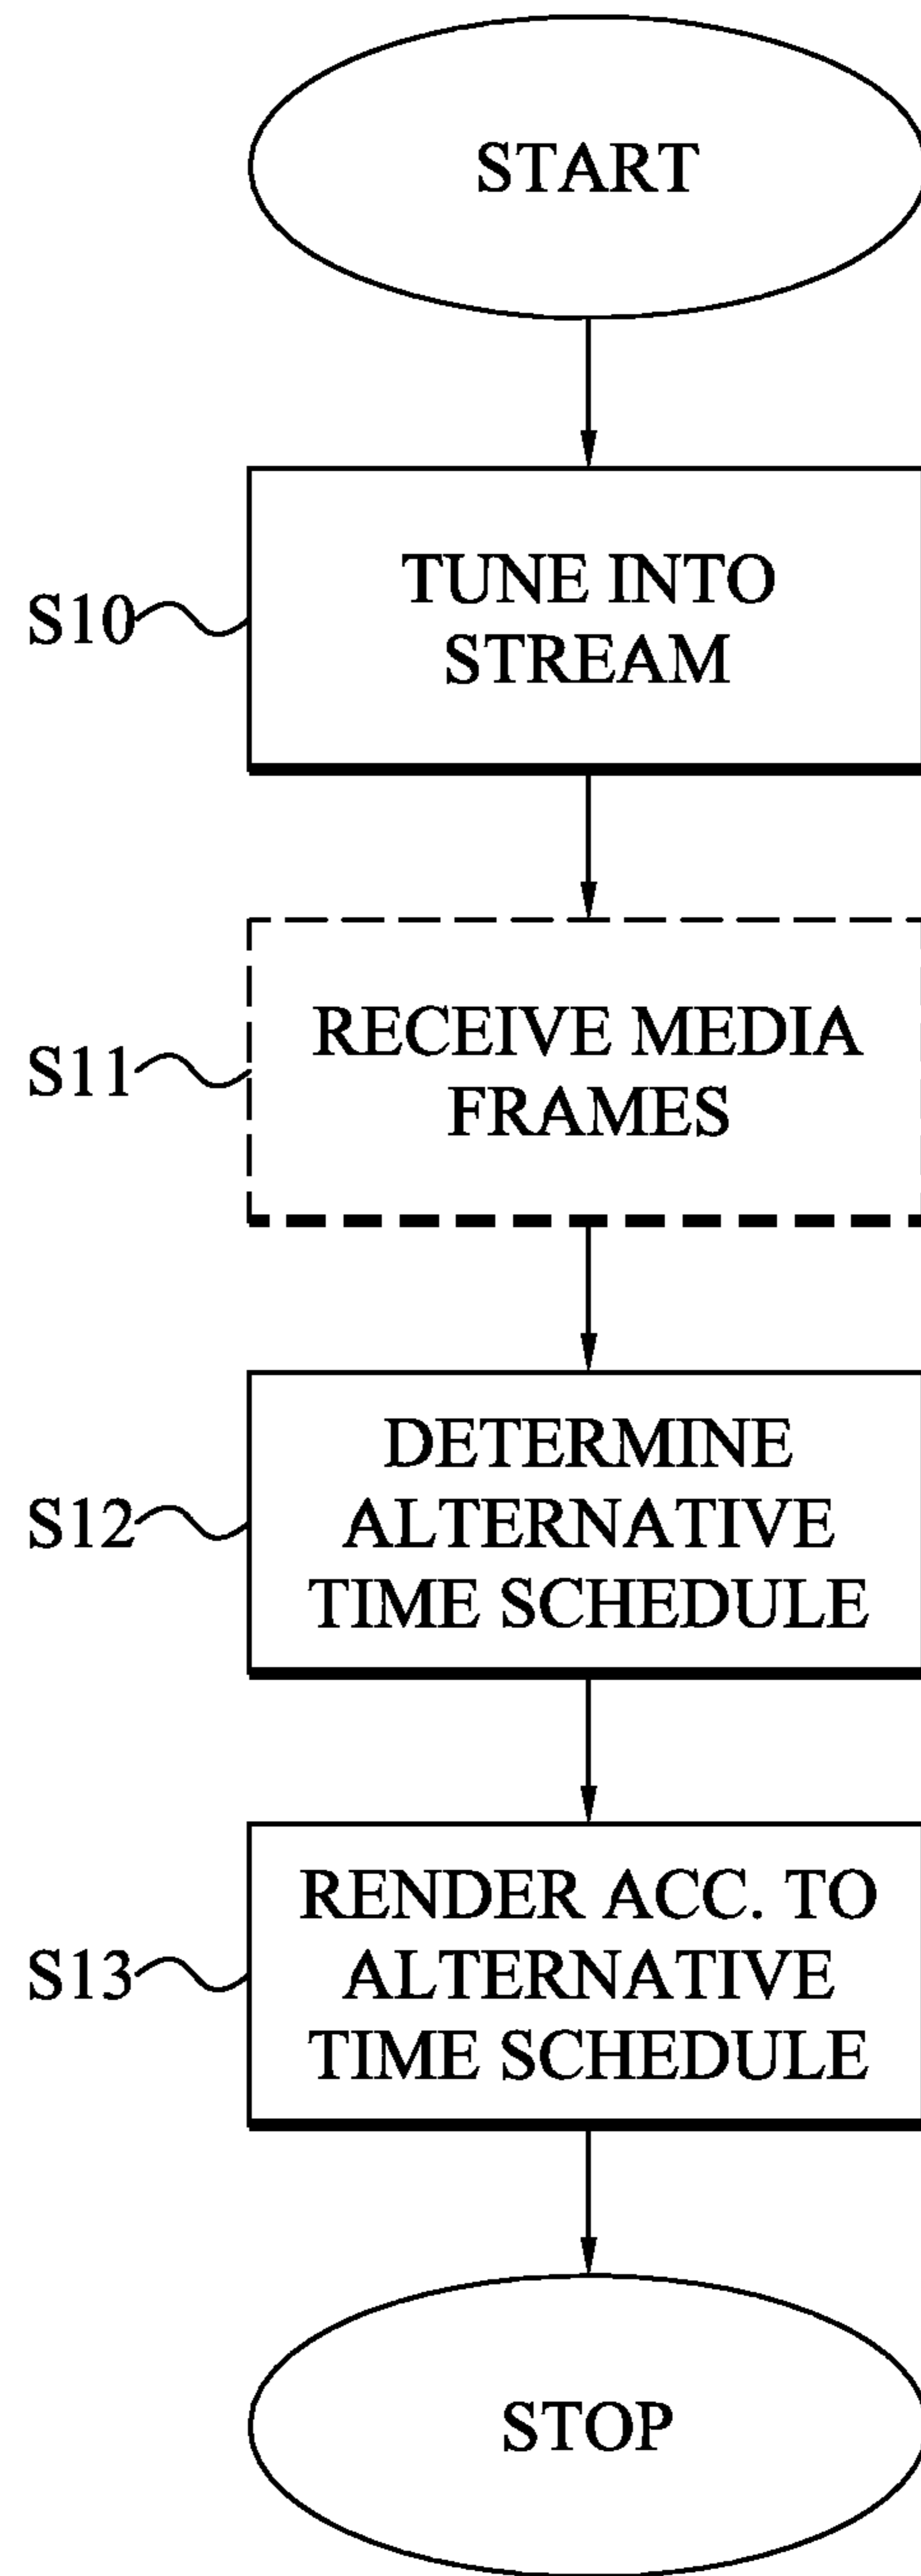 START
S10
TUNE INTO
STREAM
S11
RECEIVE MEDIA
FRAMES
S12
DETERMINE
ALTERNATIVE
TIME SCHEDULE
S13
RENDER ACC. TO
ALTERNATIVE
TIME SCHEDULE
STOP